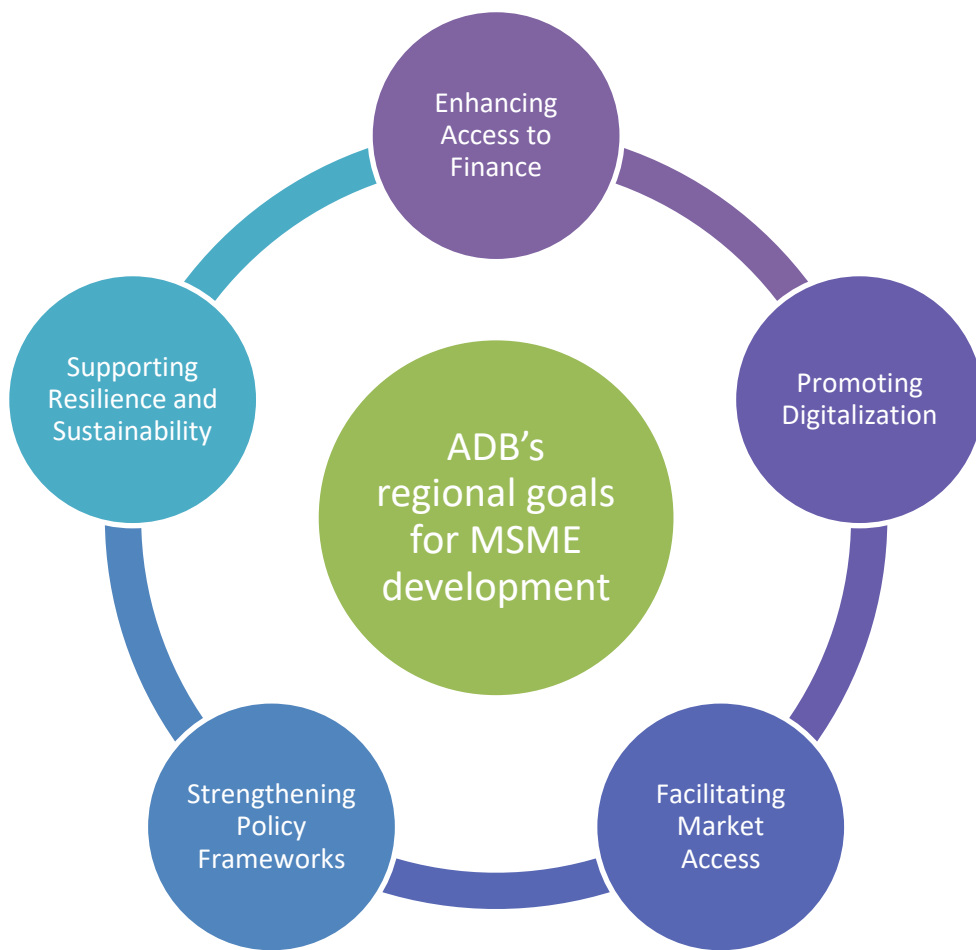 Enhancing
Access to
Finance
Promoting
Digitalization
Facilitating
Market
Access
Strengthening
Policy
Frameworks
Supporting
Resilience and
Sustainability
ADB’s
regional goals
for MSME
development